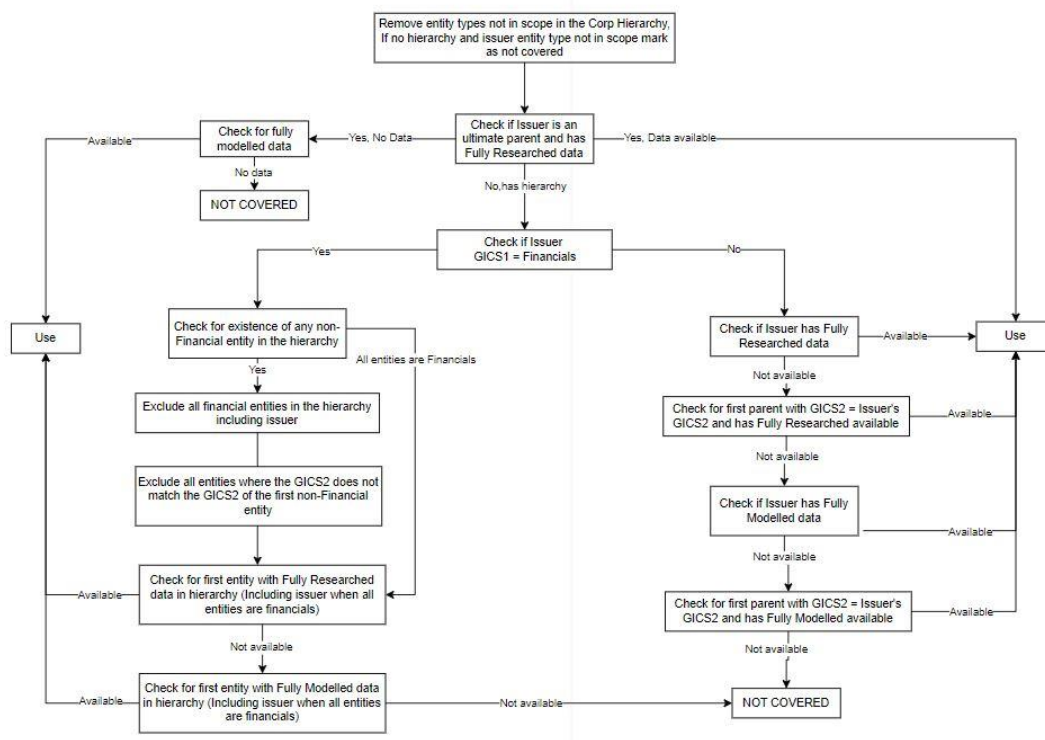 Remove entity types not in scope in the Corp Hierarchy,
If no hierarchy and issuer entity type not in scope mark
as not covered
Available
Check for fully
modelled data
Yes, No Data
Check if Issuer is an
ultimate parent and has
Fully Researched data
Yes, Data available
No data
NOT COVERED
No,has hierarchy
Yes
Check if Issuer
GICS1 = Financials
No
Use
Check for existence of any non-
Financial entity in the hierarchy
All entities are Financials
Check if Issuer has Fully
Researched data
Available
Use
Yes
Not available
Exclude all financial entities in the hierarchy
including issuer
Check for first parent with GICS2 = Issuer's
GICS2 and has Fully Researched available
Available
Not available
Exclude all entities where the GICS2 does not
match the GICS2 of the first non-Financial
entity
Check if Issuer has Fully
Modelled data
Available
Not available
Available
Check for first entity with Fully Researched
data in hierarchy (Including issuer when all
entities are financials)
Check for first parent with GICS2 = Issuer's
GICS2 and has Fully Modelled available
Available
Not available
Not available
Available
Check for first entity with Fully Modelled data
in hierarchy (Including issuer when all entities
are financials)
Not available
NOT COVERED